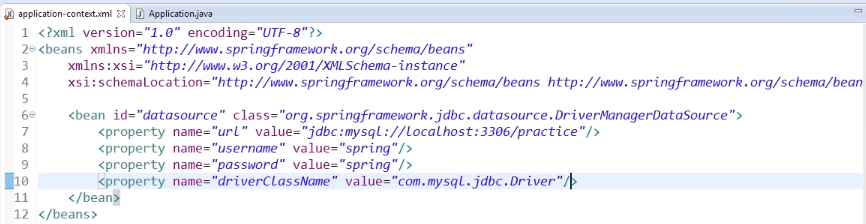 application-context.xml Application.java
1 <?xml version="1.0" encoding="UTF-8"?>
2 <beans xmlns="http://www.springframework.org/schema/beans"
3 xmlns:xsi="http://www.w3.org/2001/XMLSchema-instance"
4 xsi:schemaLocation="http://www.springframework.org/schema/beans http://www.springframework.org/schema/bean
5
6 <bean id="datasource" class="org.springframework.jdbc.datasource.DriverManagerDataSource">
7 <property name="url" value="jdbc:mysql://localhost:3306/practice"/>
8 <property name="username" value="spring"/>
9 <property name="password" value="spring"/>
10 <property name="driverClassName" value="com.mysql.jdbc.Driver"/>
11 </bean>
12 </beans>